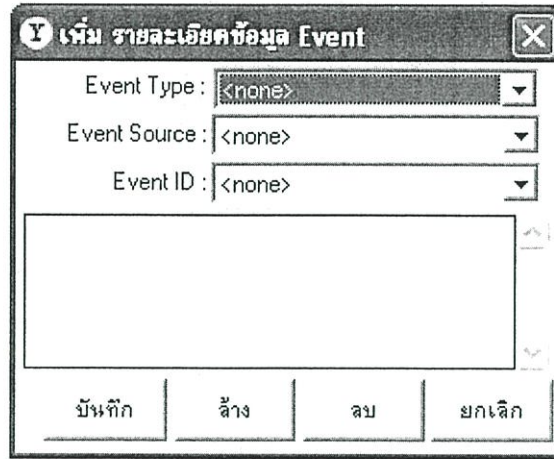 Y เพิ่ม รายละเอียดข้อมูล Event
Event Type : <none>
Event Source : <none>
Event ID : <none>
บันทึก ล้าง ลบ ยกเลิก